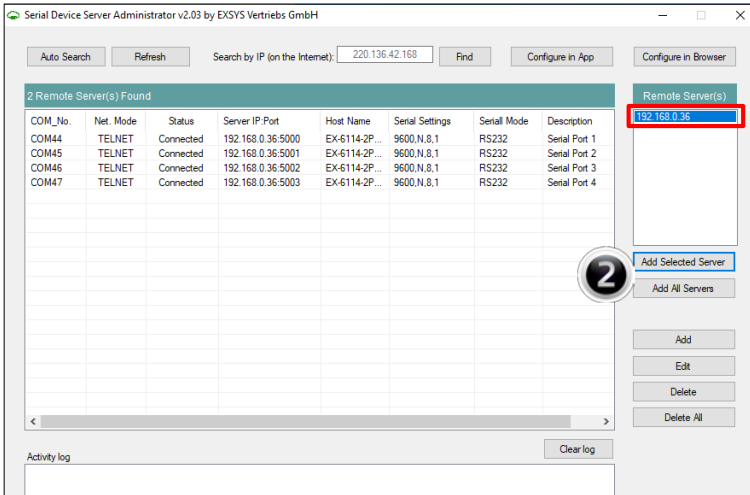 Serial Device Server Administrator v2.03 by EXSYS Vertriebs GmbH
Auto Search Refresh Search by IP (on the Internet): 220.136.42.168 Find Configure in App Configure in Browser
2 Remote Server(s) Found Remote Server(s)
COM_No. Net. Mode Status Server IP:Port Host Name Serial Settings Seriall Mode Description
192.168.0.36
COM44 TELNET Connected 192.168.0.36:5000 EX-6114-2P... 9600,N,8,1 RS232 Serial Port 1
COM45 TELNET Connected 192.168.0.36:5001 EX-6114-2P... 9600,N,8,1 RS232 Serial Port 2
COM46 TELNET Connected 192.168.0.36:5002 EX-6114-2P... 9600,N,8,1 RS232 Serial Port 3
COM47 TELNET Connected 192.168.0.36:5003 EX-6114-2P... 9600,N,8,1 RS232 Serial Port 4
2 Add Selected Server
Add All Servers
Add
Edit
Delete
Delete All
Clear log
Activity log